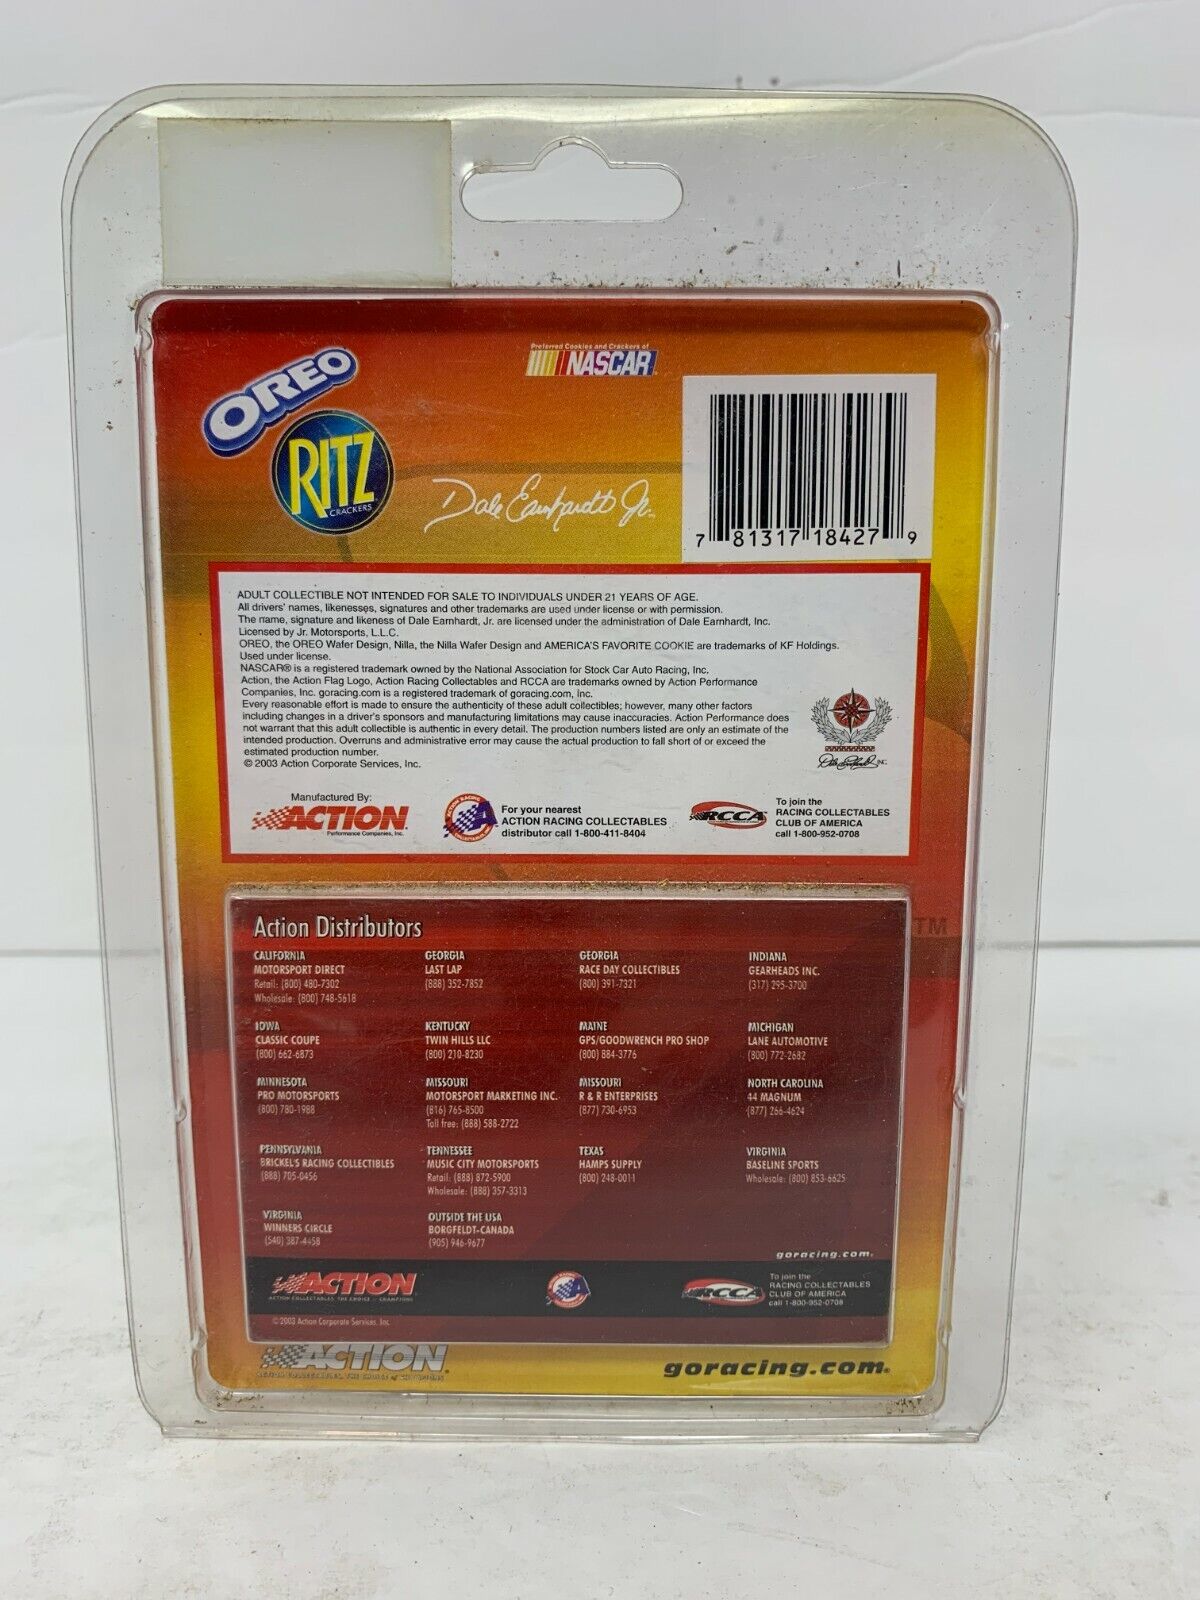 Preferred Cookies and Crackers of
NASCAR
OREO
RITZ
CRACKERS
Dale Earnhardt Jr.
7 81317 18427 9
ADULT COLLECTIBLE NOT INTENDED FOR SALE TO INDIVIDUALS UNDER 21 YEARS OF AGE.
All drivers' names, likenesses, signatures and other trademarks are used under license or with permission.
The name, signature and likeness of Dale Earnhardt, Jr. are licensed under the administration of Dale Earnhardt, Inc.
Licensed by Jr. Motorsports, L.L.C.
OREO, the OREO Wafer Design, Nilla, the Nilla Wafer Design and AMERICA'S FAVORITE COOKIE are trademarks of KF Holdings.
Used under license.
NASCAR® is a registered trademark owned by the National Association for Stock Car Auto Racing, Inc.
Action, the Action Flag Logo, Action Racing Collectables and RCCA are trademarks owned by Action Performance
Companies, Inc. goracing.com is a registered trademark of goracing.com, Inc.
Every reasonable effort is made to ensure the authenticity of these adult collectibles; however, many other factors
including changes in a driver's sponsors and manufacturing limitations may cause inaccuracies. Action Performance does
not warrant that this adult collectible is authentic in every detail. The production numbers listed are only an estimate of the
intended production. Overruns and administrative error may cause the actual production to fall short of or exceed the
estimated production number.
© 2003 Action Corporate Services, Inc.
Dale Earnhardt INC.
Manufactured By:
ACTION
Performance Companies, Inc.
ACTION RACING COLLECTABLES
For your nearest
ACTION RACING COLLECTABLES
distributor call 1-800-411-8404
RCCA
To join the
RACING COLLECTABLES
CLUB OF AMERICA
call 1-800-952-0708
TM
Action Distributors
CALIFORNIA
MOTORSPORT DIRECT
Retail: (800) 480-7302
Wholesale: (800) 748-5618
GEORGIA
LAST LAP
(888) 352-7852
GEORGIA
RACE DAY COLLECTIBLES
(800) 391-7321
INDIANA
GEARHEADS INC.
(317) 295-3700
IOWA
CLASSIC COUPE
(800) 662-6873
KENTUCKY
TWIN HILLS LLC
(800) 210-8230
MAINE
GPS/GOODWRENCH PRO SHOP
(800) 884-3776
MICHIGAN
LANE AUTOMOTIVE
(800) 772-2682
MINNESOTA
PRO MOTORSPORTS
(800) 780-1988
MISSOURI
MOTORSPORT MARKETING INC.
(816) 765-8500
Toll free: (888) 588-2722
MISSOURI
R & R ENTERPRISES
(877) 730-6953
NORTH CAROLINA
44 MAGNUM
(877) 266-4624
PENNSYLVANIA
BRICKEL'S RACING COLLECTIBLES
(888) 705-0456
TENNESSEE
MUSIC CITY MOTORSPORTS
Retail: (888) 872-5900
Wholesale: (888) 357-3313
TEXAS
HAMPS SUPPLY
(800) 248-0011
VIRGINIA
BASELINE SPORTS
Wholesale: (800) 853-6625
VIRGINIA
WINNERS CIRCLE
(540) 387-4458
OUTSIDE THE USA
BORGFELDT-CANADA
(905) 946-9677
goracing.com.
ACTION
ACTION COLLECTABLES, THE CHOICE of CHAMPIONS
RCCA
To join the
RACING COLLECTABLES
CLUB OF AMERICA
call 1-800-952-0708
© 2003 Action Corporate Services, Inc.
ACTION®
ACTION COLLECTABLES, THE CHOICE of CHAMPIONS
goracing.com®